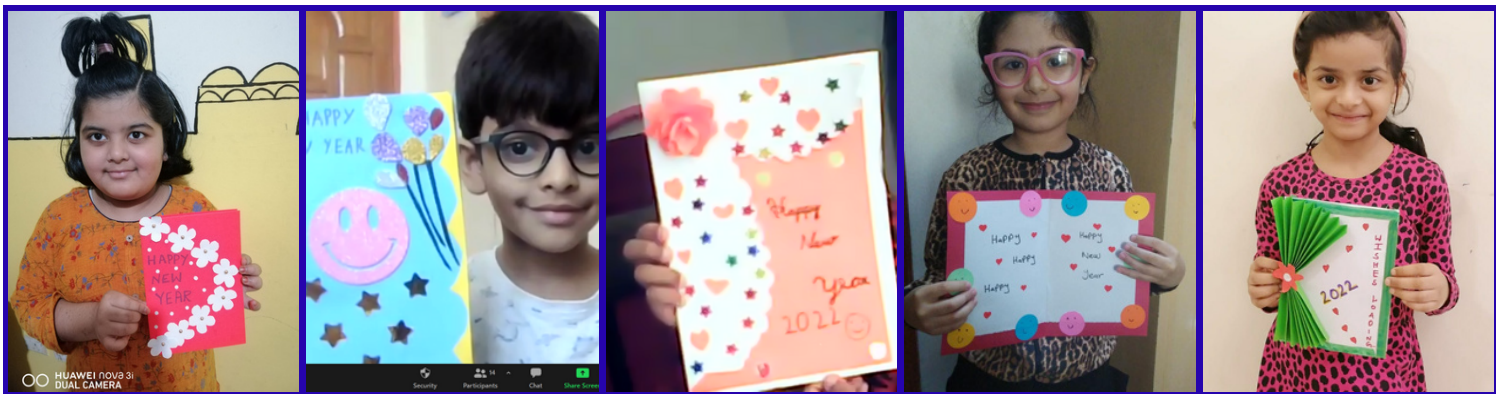 HAPPY
NEW
YEAR
HUAWEI nova 3i
DUAL CAMERA
HAPPY
YEAR
Security
Participants
14
Chat
Share Screen
Happy
New
Year
2022
Happy
Happy
Happy
Happy
New
Year
2022
WISHES LOADING